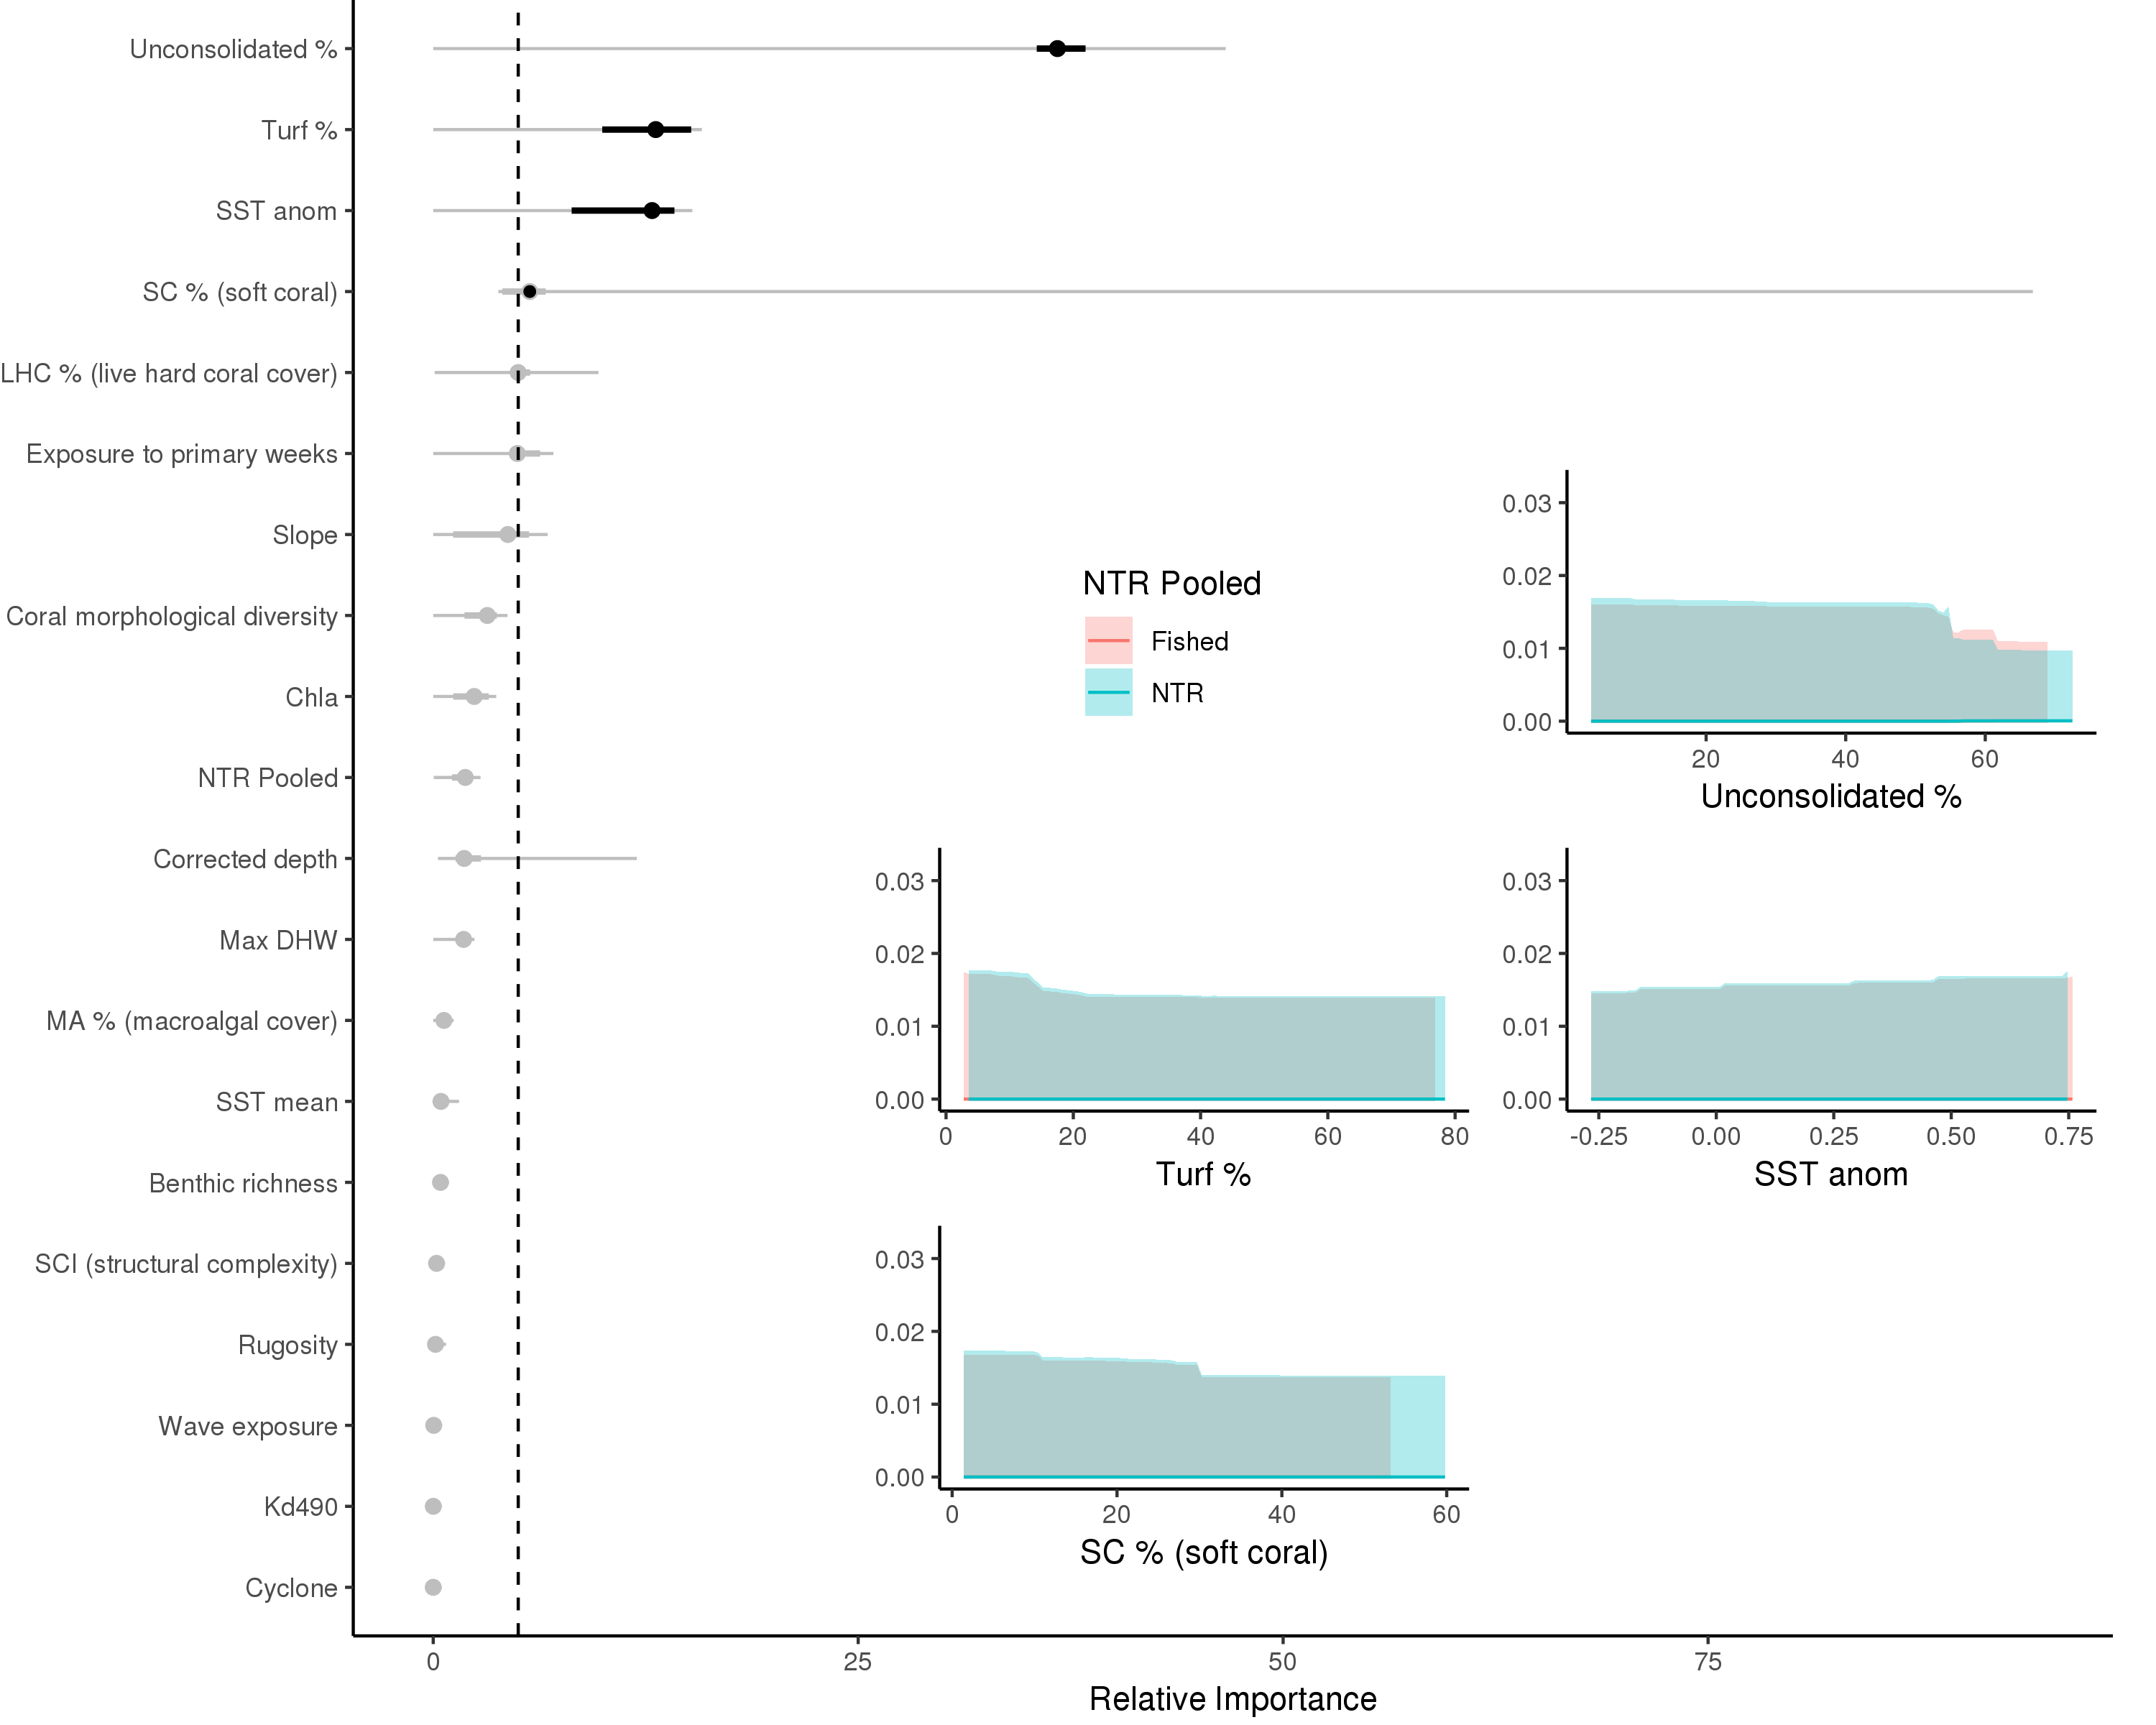 Unconsolidated %
Turf %
SST anom
SC % (soft coral)
LHC % (live hard coral cover)
Exposure to primary weeks
Slope
Coral morphological diversity
Chla
NTR Pooled
Corrected depth
Max DHW
MA % (macroalgal cover)
SST mean
Benthic richness
SCI (structural complexity)
Rugosity
Wave exposure
Kd490
Cyclone
0 25 50 75
Relative Importance
NTR Pooled
Fished
NTR
0.03
0.02
0.01
0.00
20 40 60
Unconsolidated %
0.03
0.02
0.01
0.00
0 20 40 60 80
Turf %
0.03
0.02
0.01
0.00
-0.25 0.00 0.25 0.50 0.75
SST anom
0.03
0.02
0.01
0.00
0 20 40 60
SC % (soft coral)